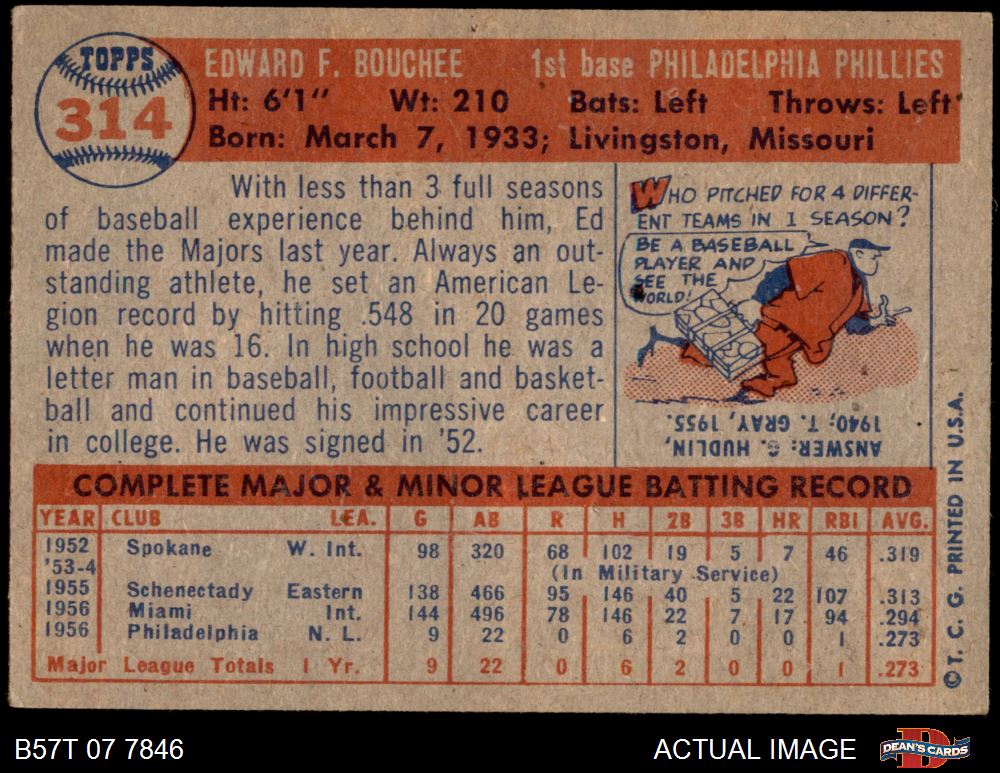 TOPPS
314
EDWARD F. BOUCHEE 1st base PHILADELPHIA PHILLIES
Ht: 6'1" Wt: 210 Bats: Left Throws: Left
Born: March 7, 1933; Livingston, Missouri
With less than 3 full seasons
of baseball experience behind him, Ed
made the Majors last year. Always an out-
standing athlete, he set an American Le-
gion record by hitting .548 in 20 games
when he was 16. In high school he was a
letter man in baseball, football and basket-
ball and continued his impressive career
in college. He was signed in '52.
WHO PITCHED FOR 4 DIFFER-
ENT TEAMS IN 1 SEASON?
BE A BASEBALL
PLAYER AND
SEE THE
WORLD!
ANSWER: G. HUDLIN,
1940; T. GRAY, 1955.
COMPLETE MAJOR & MINOR LEAGUE BATTING RECORD
YEAR CLUB LEA. G AB R H 2B 3B HR RBI AVG.
1952 Spokane W. Int. 98 320 68 102 19 5 7 46 .319
'53-4 (In Military Service)
1955 Schenectady Eastern 138 466 95 146 40 5 22 107 .313
1956 Miami Int. 144 496 78 146 22 7 17 94 .294
1956 Philadelphia N. L. 9 22 0 6 2 0 0 1 .273
Major League Totals 1 Yr. 9 22 0 6 2 0 0 1 .273
©T. C. G. PRINTED IN U.S.A.
B57T 07 7846 ACTUAL IMAGE
DEAN'S CARDS